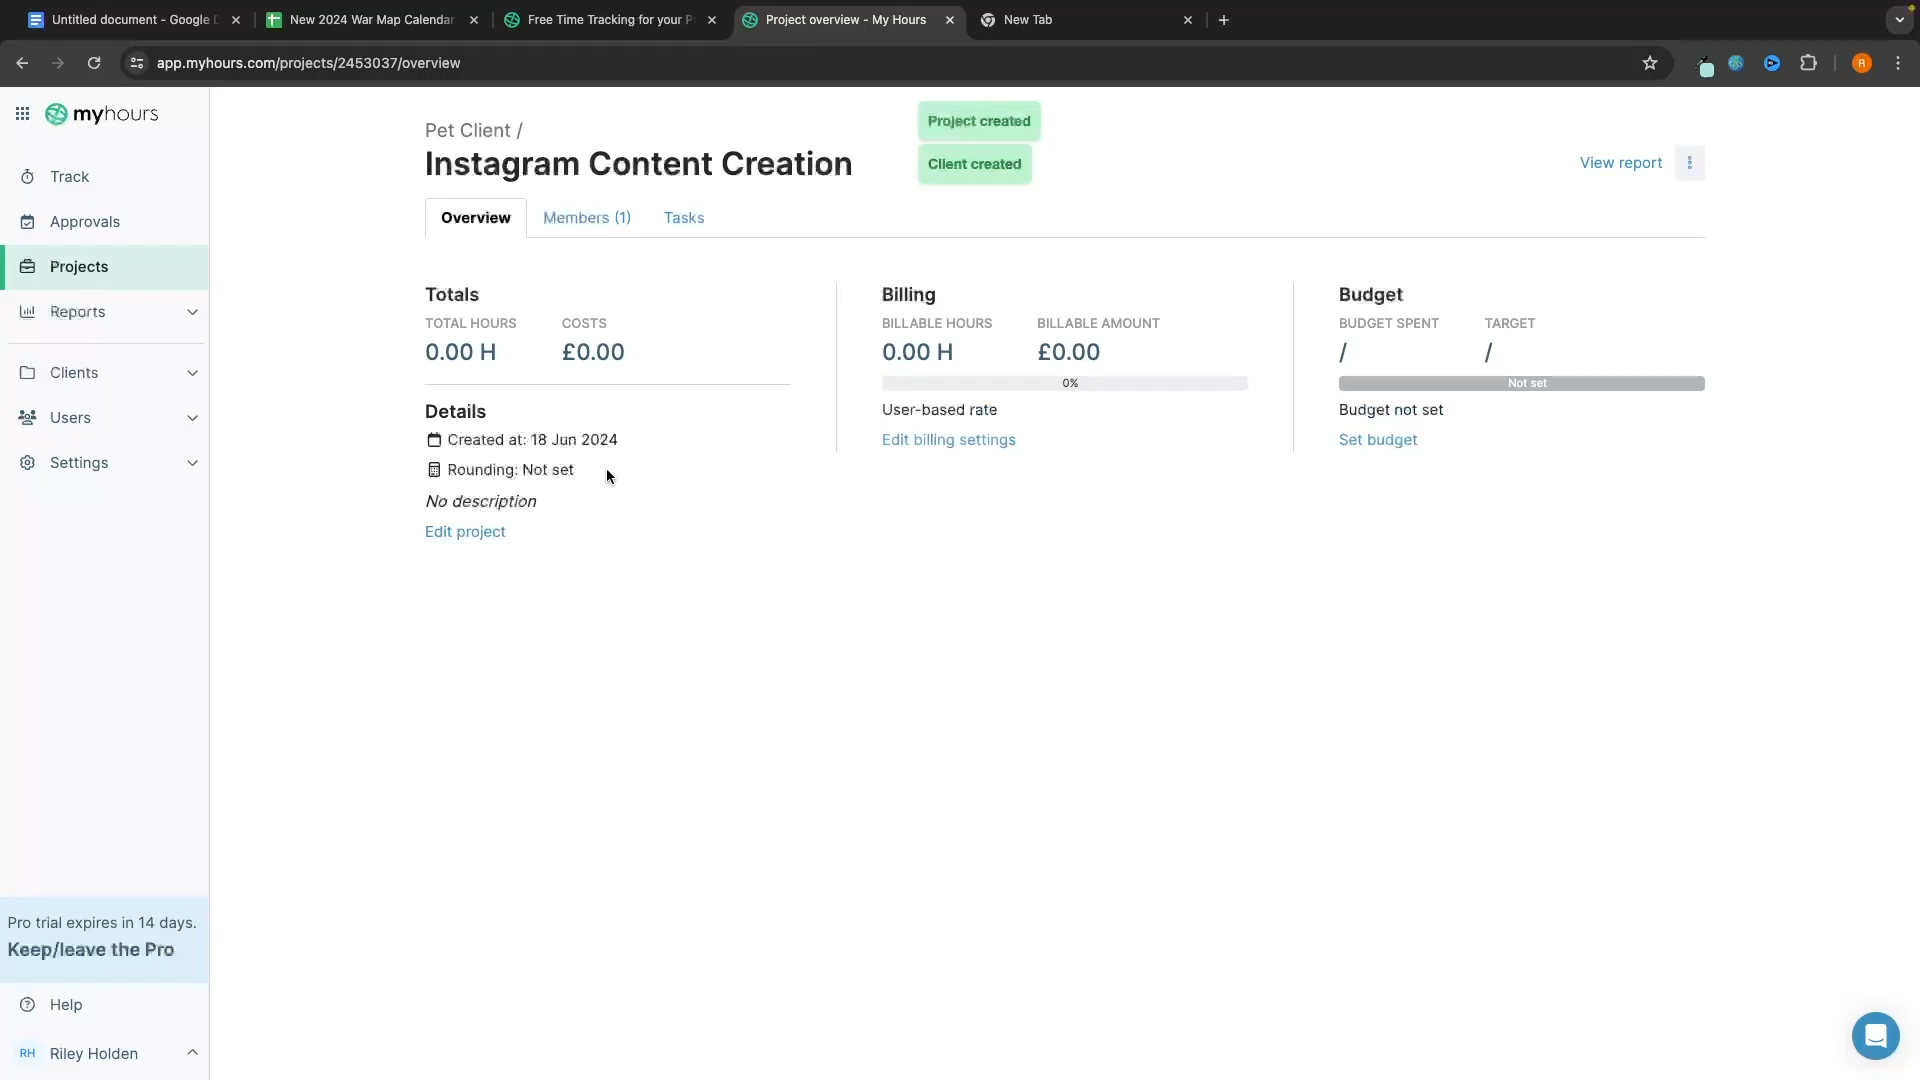 Untitled document - Google D
New 2024 War Map Calendar
Free Time Tracking for your P
Project overview - My Hours
New Tab
app.myhours.com/projects/2453037/overview
R
myhours
Track
Approvals
Projects
Reports
Clients
Users
Settings
Pro trial expires in 14 days.
Keep/leave the Pro
Help
RH Riley Holden
Pet Client /
Instagram Content Creation
Project created
Client created
View report
Overview
Members (1)
Tasks
Totals
TOTAL HOURS COSTS
0.00 H £0.00
Details
Created at: 18 Jun 2024
Rounding: Not set
No description
Edit project
Billing
BILLABLE HOURS BILLABLE AMOUNT
0.00 H £0.00
0%
User-based rate
Edit billing settings
Budget
BUDGET SPENT TARGET
/ /
Not set
Budget not set
Set budget